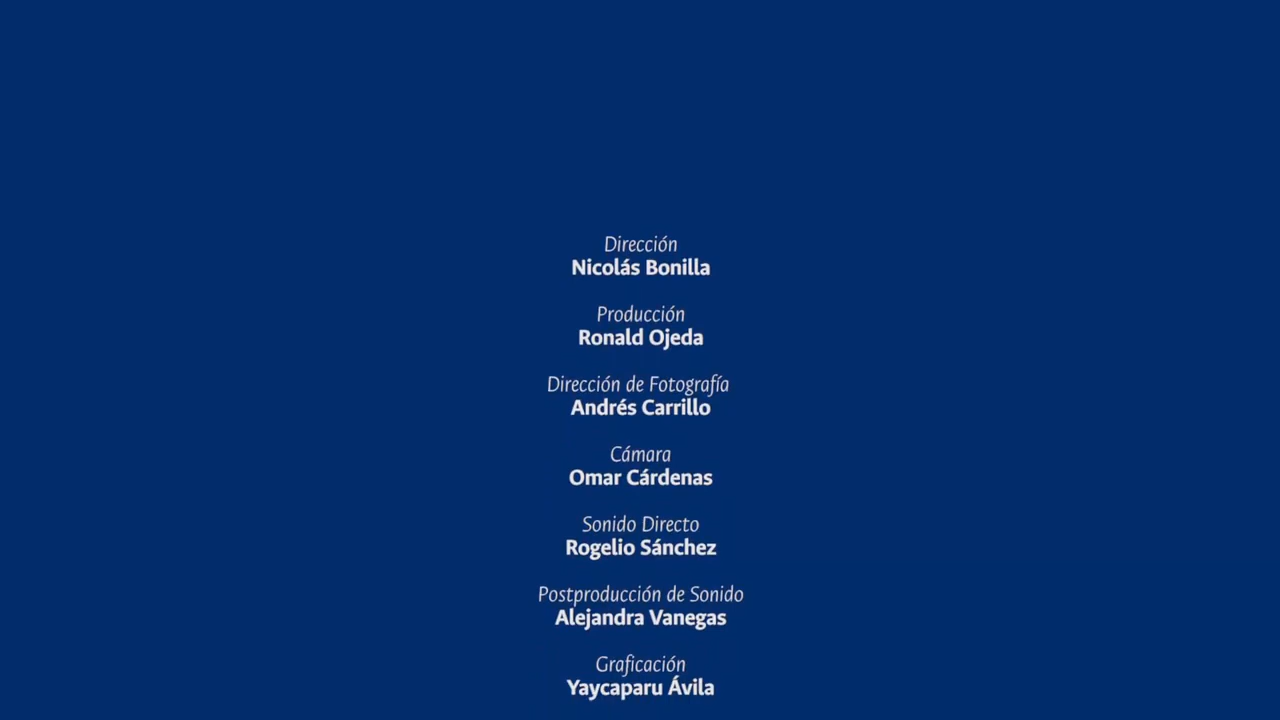 Dirección
Nicolás Bonilla
Producción
Ronald Ojeda
Dirección de Fotografía
Andrés Carrillo
Cámara
Omar Cárdenas
Sonido Directo
Rogelio Sánchez
Postproducción de Sonido
Alejandra Vanegas
Graficación
Yaycaparu Ávila